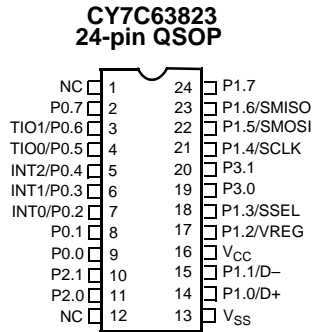 CY7C63823
24-pin QSOP
NC 1 24 P1.7
P0.7 2 23 P1.6/SMISO
TIO1/P0.6 3 22 P1.5/SMOSI
TIO0/P0.5 4 21 P1.4/SCLK
INT2/P0.4 5 20 P3.1
INT1/P0.3 6 19 P3.0
INT0/P0.2 7 18 P1.3/SSEL
P0.1 8 17 P1.2/VREG
P0.0 9 16 VCC
P2.1 10 15 P1.1/D–
P2.0 11 14 P1.0/D+
NC 12 13 VSS